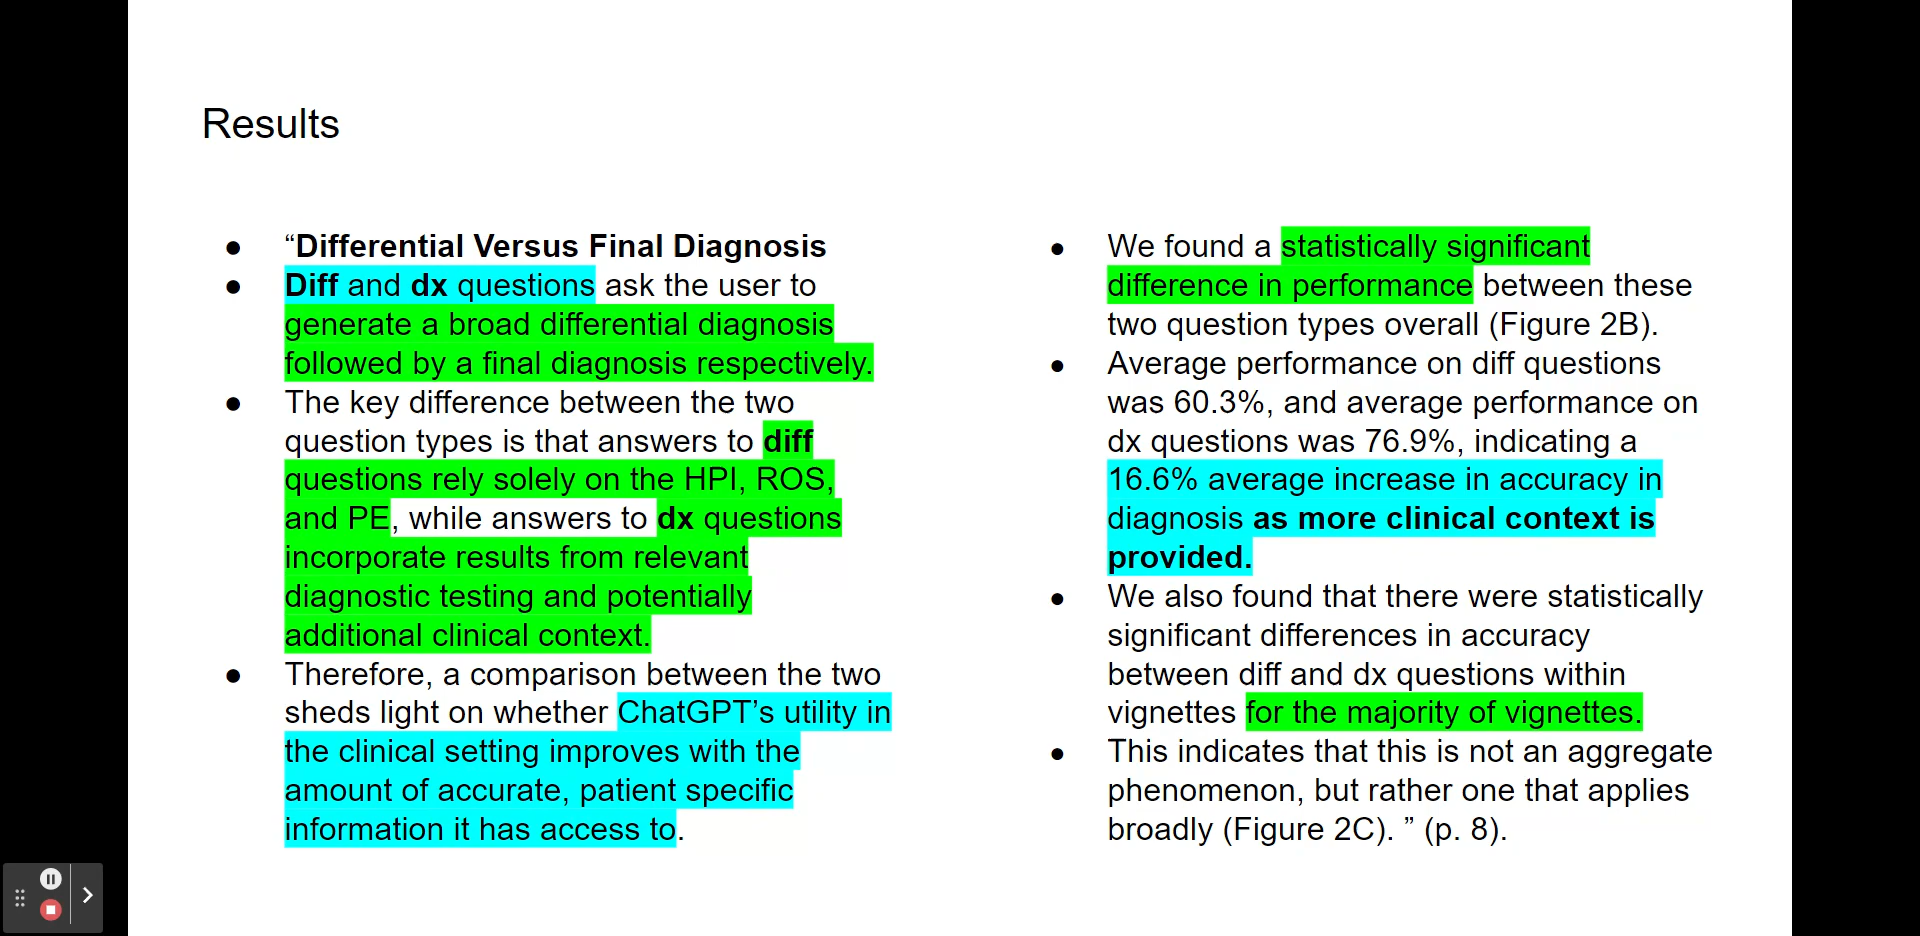 Results
● “Differential Versus Final Diagnosis
● Diff and dx questions ask the user to
generate a broad differential diagnosis
followed by a final diagnosis respectively.
● The key difference between the two
question types is that answers to diff
questions rely solely on the HPI, ROS,
and PE, while answers to dx questions
incorporate results from relevant
diagnostic testing and potentially
additional clinical context.
● Therefore, a comparison between the two
sheds light on whether ChatGPT’s utility in
the clinical setting improves with the
amount of accurate, patient specific
information it has access to.
● We found a statistically significant
difference in performance between these
two question types overall (Figure 2B).
● Average performance on diff questions
was 60.3%, and average performance on
dx questions was 76.9%, indicating a
16.6% average increase in accuracy in
diagnosis as more clinical context is
provided.
● We also found that there were statistically
significant differences in accuracy
between diff and dx questions within
vignettes for the majority of vignettes.
● This indicates that this is not an aggregate
phenomenon, but rather one that applies
broadly (Figure 2C). ” (p. 8).